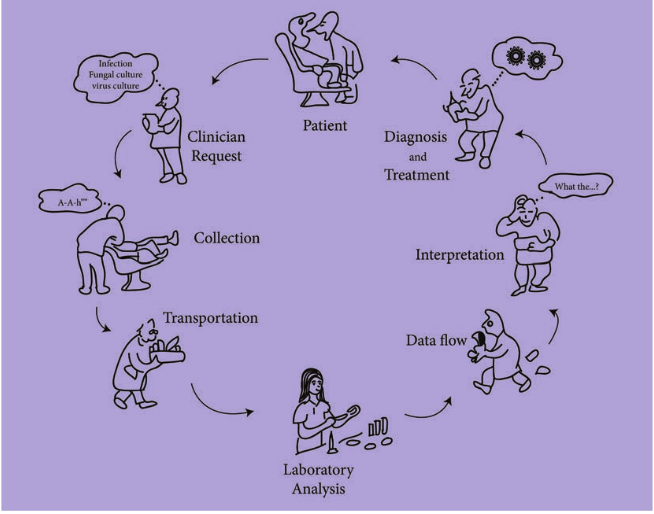 Patient
Infection
Fungal culture
virus culture
Clinician
Request
A-A-h""
Collection
Transportation
Laboratory
Analysis
Data flow
What the...?
Interpretation
Diagnosis
and
Treatment